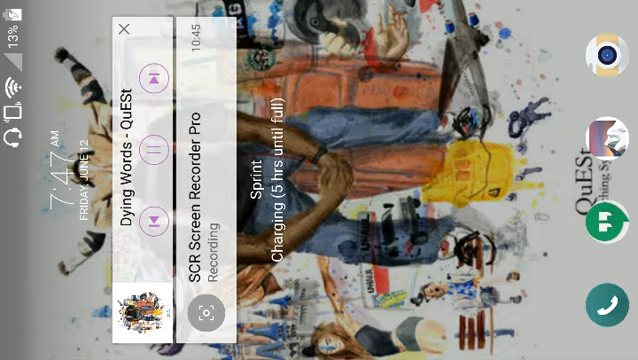 13%
7:47 AM
FRIDAY, JUNE 12
Dying Words - QuESt
SCR Screen Recorder Pro
10:45
Recording
Sprint
Charging (5 hrs until full)
QuESt